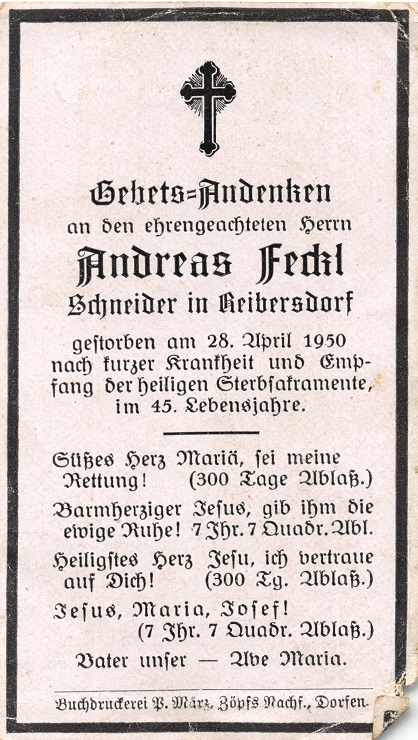 Gebets=Andenken
an den ehrengeachteten Herrn
Andreas Feckl
Schneider in Reibersdorf
gestorben am 28. April 1950
nach kurzer Krankheit und Emp-
fang der heiligen Sterbsakramente,
im 45. Lebensjahre.
Süßes Herz Mariä, sei meine
Rettung! (300 Tage Ablaß.)
Barmherziger Jesus, gib ihm die
ewige Ruhe! 7 Jhr. 7 Quadr. Abl.
Heiligstes Herz Jesu, ich vertraue
auf Dich! (300 Tg. Ablaß.)
Jesus, Maria, Josef!
(7 Jhr. 7 Quadr. Ablaß.)
Vater unser — Ave Maria.
Buchdruckerei P. März, Zöpfs Nachf., Dorfen.